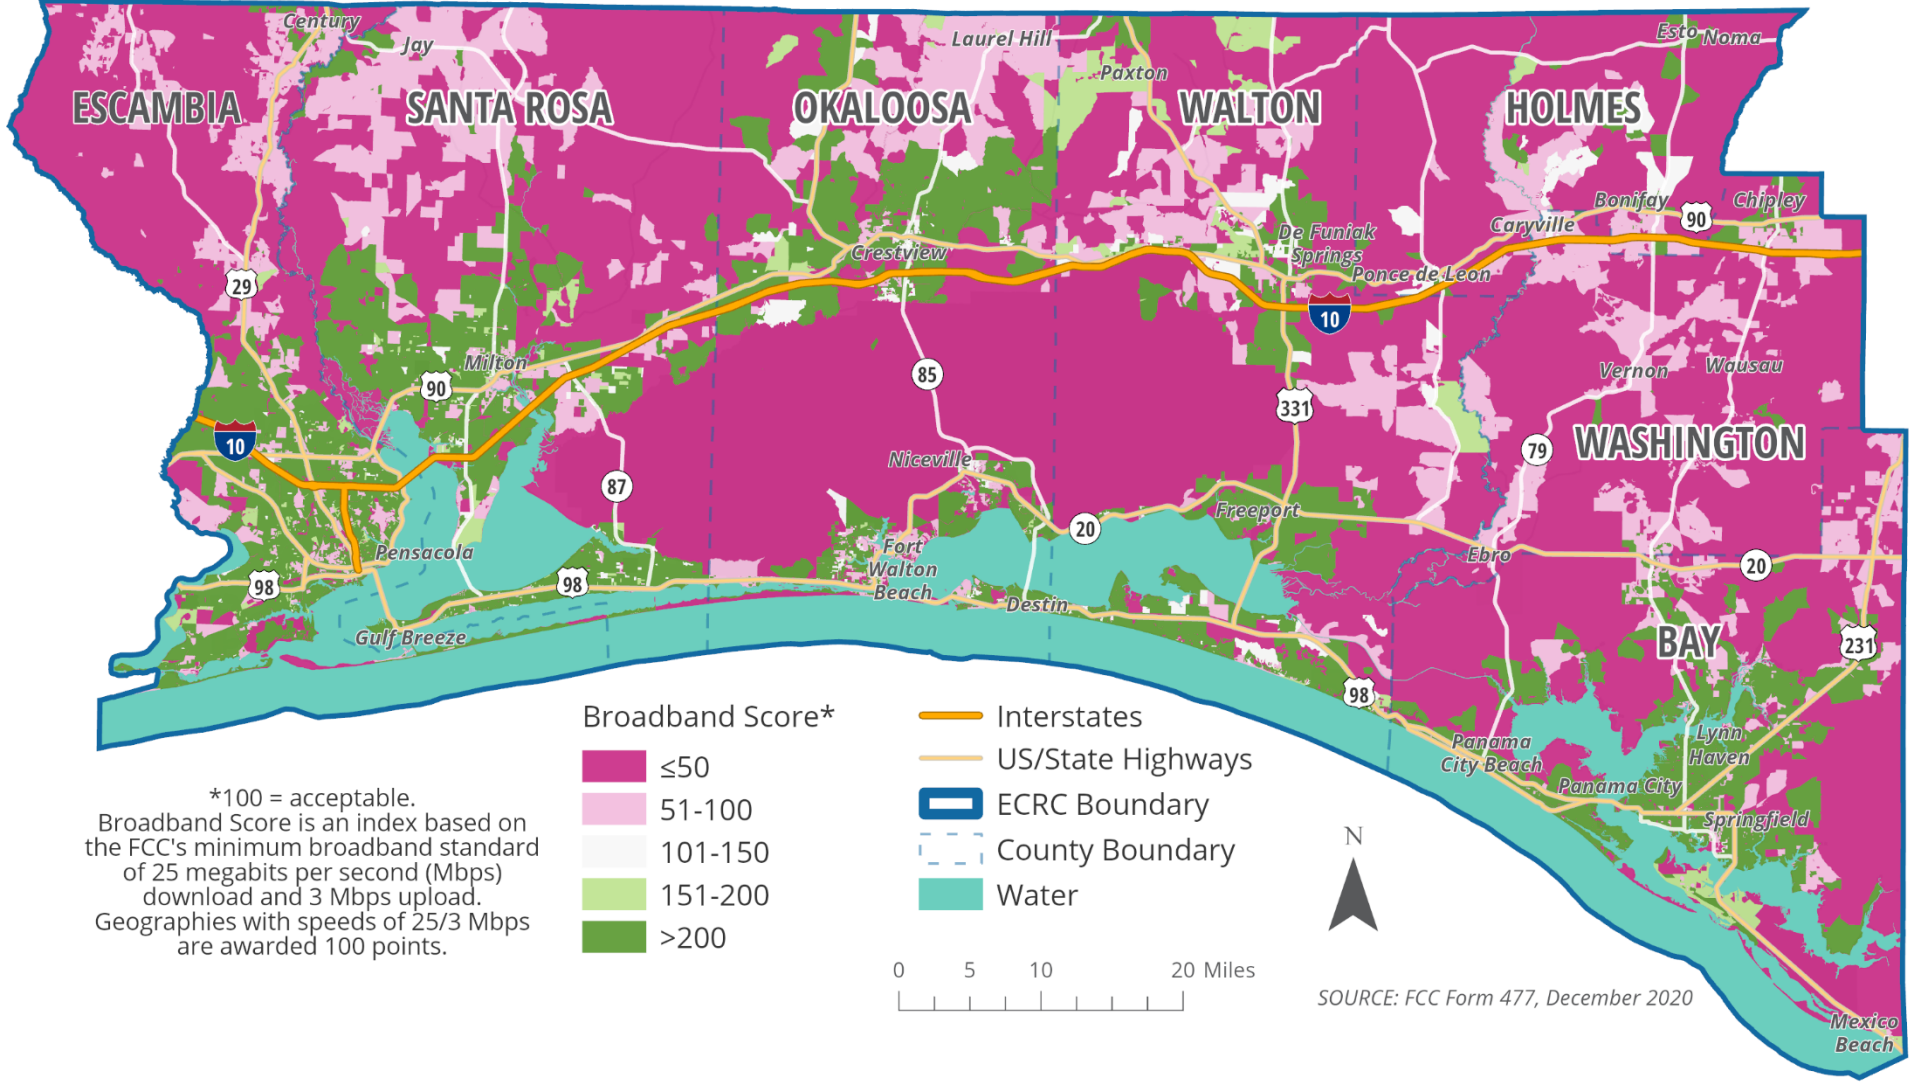 Century
Jay
Laurel Hill
Paxton
Esto
Noma
ESCAMBIA
SANTA ROSA
OKALOOSA
WALTON
HOLMES
Bonifay
90
Chipley
Caryville
De Funiak
Springs
Crestview
Ponce de Leon
29
10
Milton
90
85
331
Vernon
Wausau
10
WASHINGTON
79
Niceville
87
Freeport
20
Pensacola
Fort
Walton
Beach
Ebro
20
98
98
Destin
Gulf Breeze
BAY
231
98
Lynn
Haven
Panama
City Beach
Panama City
Springfield
Mexico
Beach
Broadband Score*
≤50
51-100
101-150
151-200
>200
Interstates
US/State Highways
ECRC Boundary
County Boundary
Water
*100 = acceptable.
Broadband Score is an index based on
the FCC's minimum broadband standard
of 25 megabits per second (Mbps)
download and 3 Mbps upload.
Geographies with speeds of 25/3 Mbps
are awarded 100 points.
N
0 5 10 20 Miles
SOURCE: FCC Form 477, December 2020